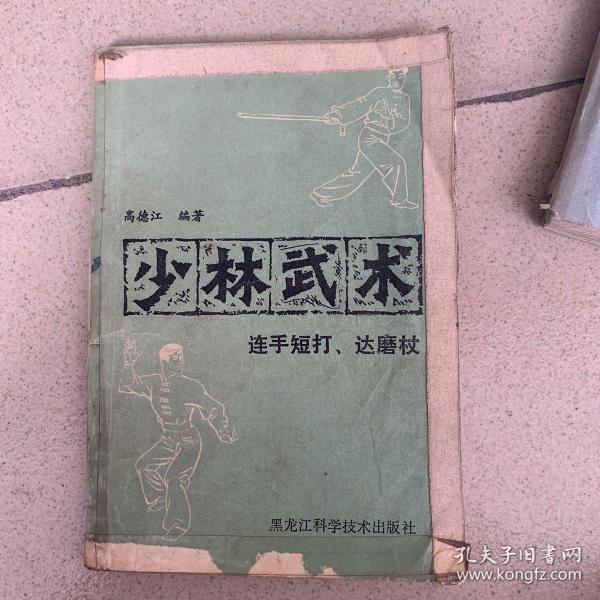 高德江 编著
少林武术
连手短打、达磨杖
黑龙江科学技术出版社
孔夫子旧书网
www.kongfz.com